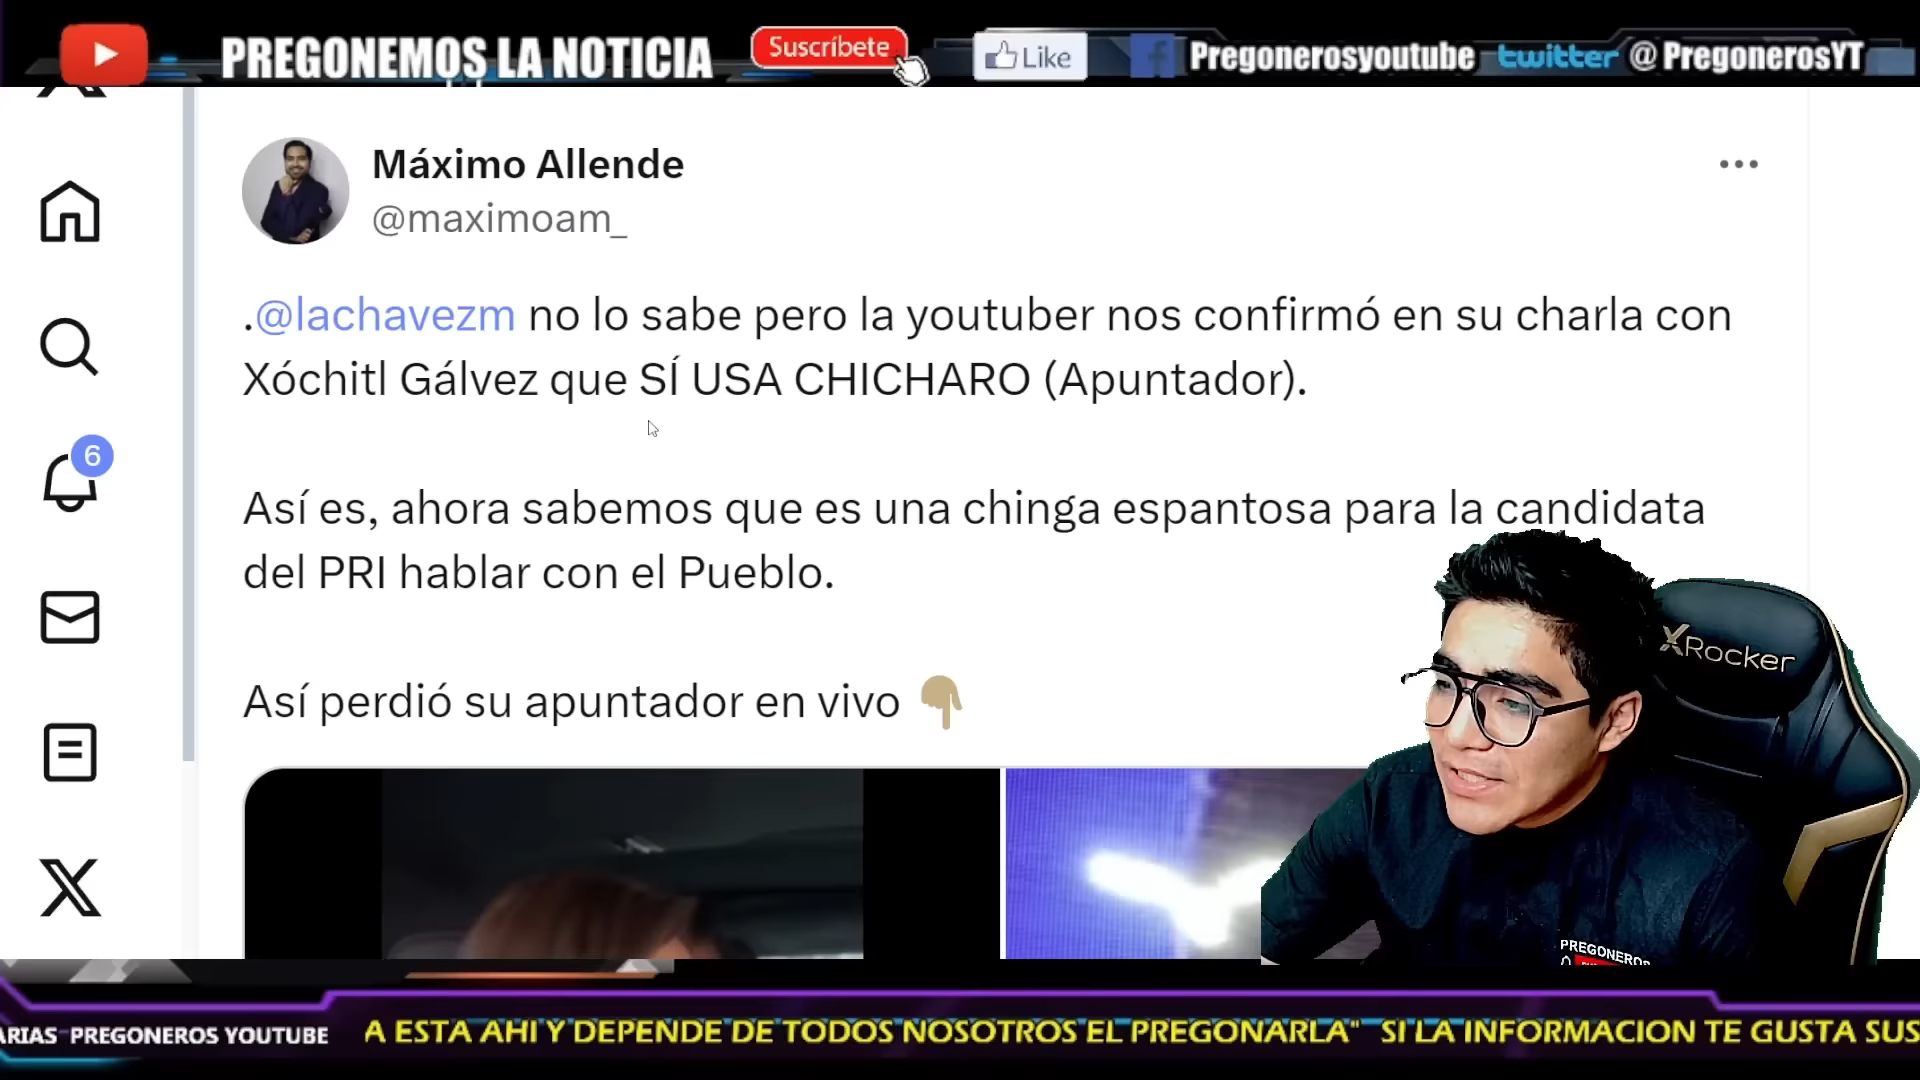 PREGONEMOS LA NOTICIA
Suscríbete
Like
Pregonerosyoutube
twitter @PregonerosYT
Máximo Allende
@maximoam_
.@lachavezm no lo sabe pero la youtuber nos confirmó en su charla con
Xóchitl Gálvez que SÍ USA CHICHARO (Apuntador).
6
Así es, ahora sabemos que es una chinga espantosa para la candidata
del PRI hablar con el Pueblo.
Así perdió su apuntador en vivo
XRocker
PREGONEROS
ARIAS PREGONEROS YOUTUBE
A ESTA AHI Y DEPENDE DE TODOS NOSOTROS EL PREGONARLA" SI LA INFORMACION TE GUSTA SUS